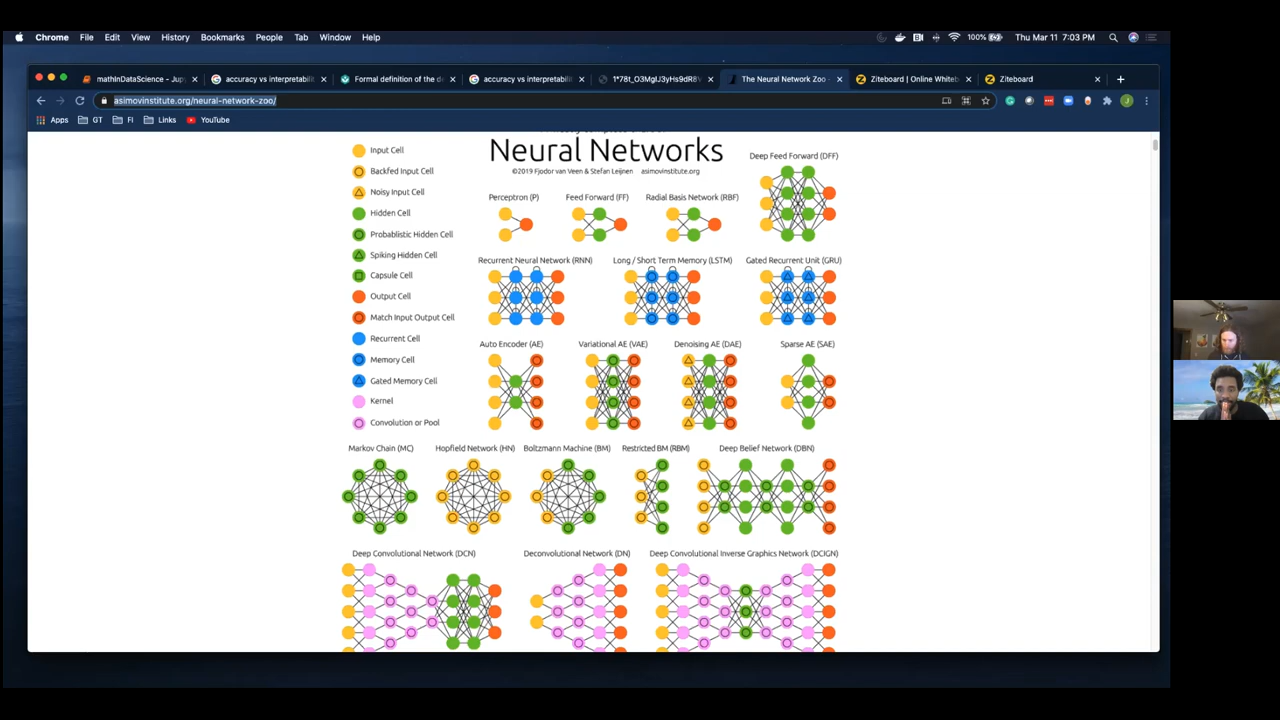 Chrome File Edit View History Bookmarks People Tab Window Help 100% Thu Mar 11 7:03 PM
mathInDataScience - Jup accuracy vs interpretabili Formal definition of the d accuracy vs interpretabili 1*78t_O3MgIJ3yHs9dR8 The Neural Network Zoo - Ziteboard | Online Whiteb Ziteboard
asimovinstitute.org/neural-network-zoo/
Apps GT FI Links YouTube
Neural Networks
©2019 Fjodor van Veen & Stefan Leijnen asimovinstitute.org
Input Cell
Backfed Input Cell
Noisy Input Cell
Hidden Cell
Probablistic Hidden Cell
Spiking Hidden Cell
Capsule Cell
Output Cell
Match Input Output Cell
Recurrent Cell
Memory Cell
Gated Memory Cell
Kernel
Convolution or Pool
Deep Feed Forward (DFF)
Perceptron (P) Feed Forward (FF) Radial Basis Network (RBF)
Recurrent Neural Network (RNN) Long / Short Term Memory (LSTM) Gated Recurrent Unit (GRU)
Auto Encoder (AE) Variational AE (VAE) Denoising AE (DAE) Sparse AE (SAE)
Markov Chain (MC) Hopfield Network (HN) Boltzmann Machine (BM) Restricted BM (RBM) Deep Belief Network (DBN)
Deep Convolutional Network (DCN) Deconvolutional Network (DN) Deep Convolutional Inverse Graphics Network (DCIGN)